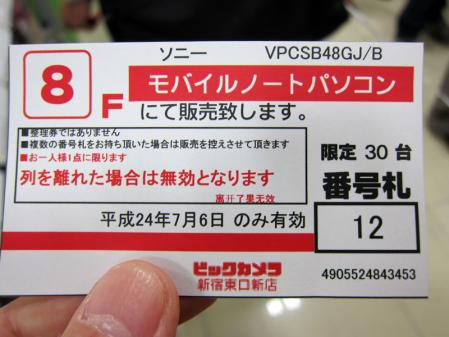 ソニー VPCSB48GJ/B
8F モバイルノートパソコン
にて販売致します。
■整理券ではありません
■複数の番号札をお持ち頂いた場合は販売を控えさせて頂きます
■お一人様1点に限ります
列を離れた場合は無効となります
离开了果无效
限定 30 台
番号札
12
平成24年7月6日 のみ有効
ビックカメラ
新宿東口新店
4905524843453